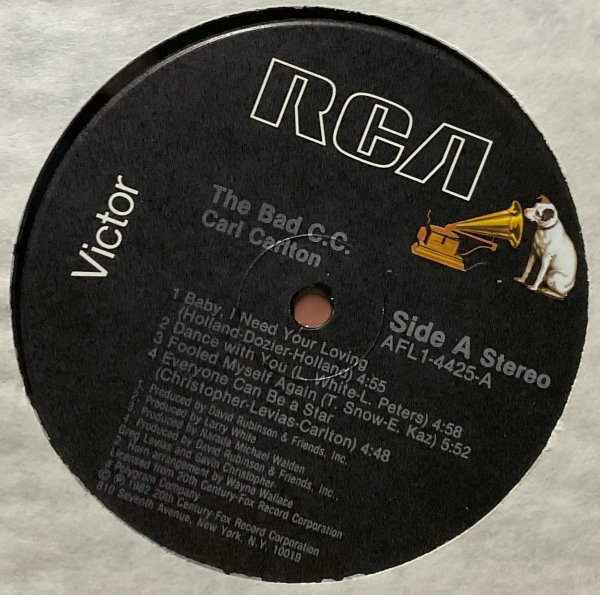 RCA
Victor
The Bad C.C.
Carl Carlton
Side A Stereo
AFL1-4425-A
1 Baby, I Need Your Loving
(Holland-Dozier-Holland) 4:55
2 Dance with You (L. White-L. Peters) 4:58
3 Fooled Myself Again (T. Snow-E. Kaz) 5:52
4 Everyone Can Be a Star
(Christopher-Levias-Carlton) 4:48
1. Produced by David Rubinson & Friends, Inc.
2. Produced by Larry White
3. Produced by Narada Michael Walden
4. Produced by David Rubinson & Friends, Inc.,
Greg Levias and Gavin Christopher
Horn arrangement by Wayne Wallace
Licensed from 20th Century-Fox Record Corporation
© ℗ 1982 20th Century-Fox Record Corporation
A Polygram Company
810 Seventh Avenue, New York, N.Y. 10019